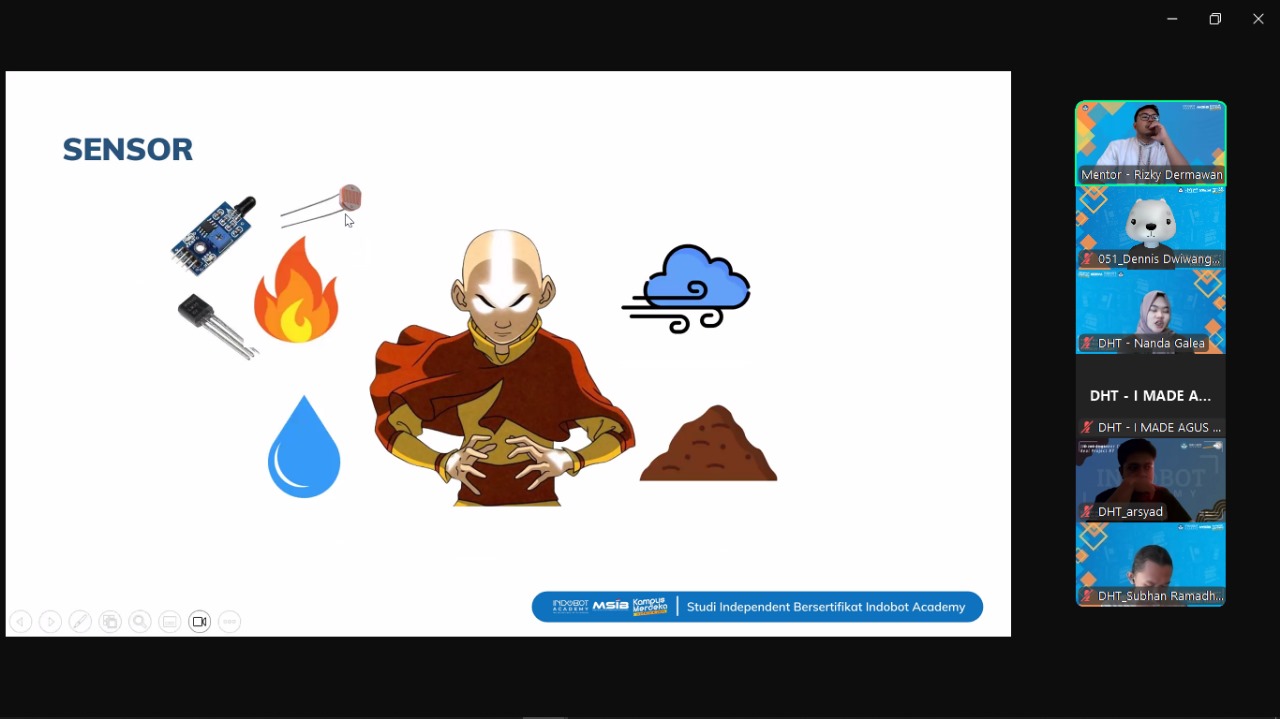 SENSOR
INDOBOT
ACADEMY
MSIB
Kampus
Merdeka
Studi Independent Bersertifikat Indobot Academy
Mentor - Rizky Dermawan
051_Dennis Dwiwang...
DHT - Nanda Galea
DHT - I MADE A...
DHT - I MADE AGUS ...
DHT_arsyad
DHT_Subhan Ramadh...